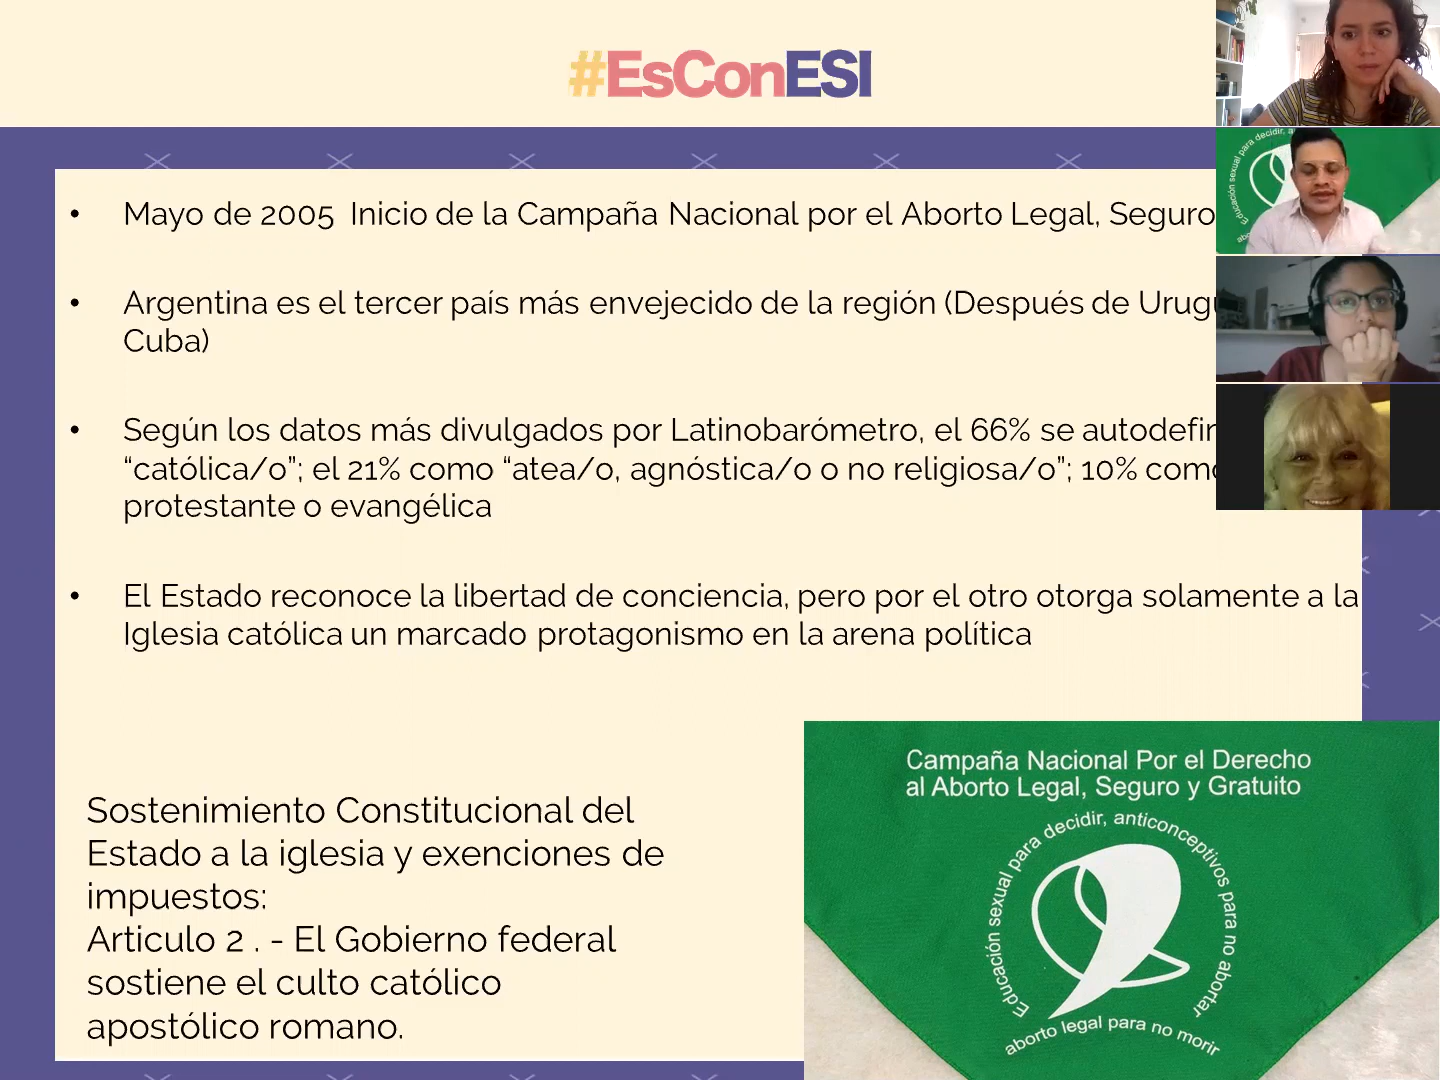 #EsConESI
• Mayo de 2005 Inicio de la Campaña Nacional por el Aborto Legal, Seguro
• Argentina es el tercer país más envejecido de la región (Después de
Cuba)
• Según los datos más divulgados por Latinobarómetro, el 66% se
“católica/o”; el 21% como “atea/o, agnóstica/o o no religiosa/o”; 10%
protestante o evangélica
• El Estado reconoce la libertad de conciencia, pero por el otro otorga solamente a la
Iglesia católica un marcado protagonismo en la arena política
Sostenimiento Constitucional del
Estado a la iglesia y exenciones de
impuestos:
Articulo 2 . - El Gobierno federal
sostiene el culto católico
apostólico romano.
Campaña Nacional Por el Derecho
al Aborto Legal, Seguro y Gratuito
Educación sexual para decidir, anticonceptivos para no abortar
aborto legal para no morir
Educación sexual para decidir,